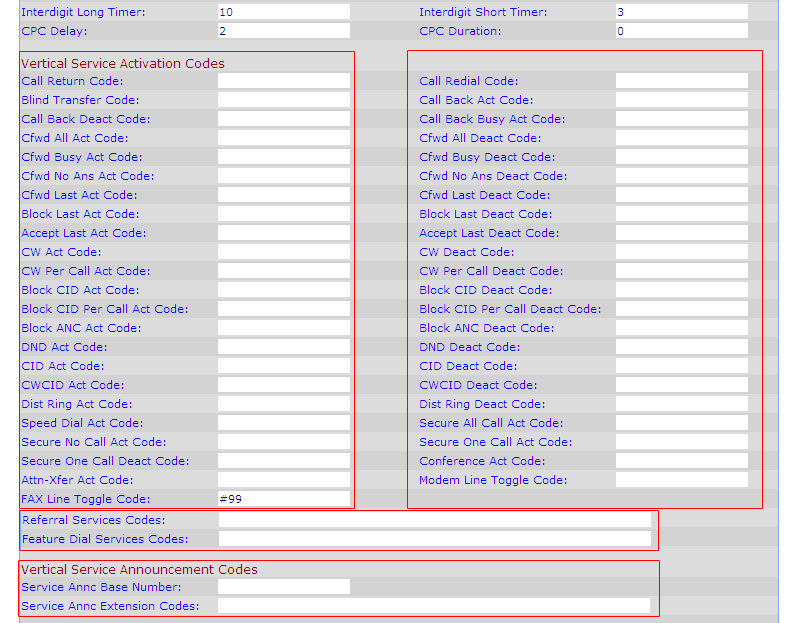 Interdigit Long Timer: 10 Interdigit Short Timer: 3
CPC Delay: 2 CPC Duration: 0
Vertical Service Activation Codes
Call Return Code: Call Redial Code:
Blind Transfer Code: Call Back Act Code:
Call Back Deact Code: Call Back Busy Act Code:
Cfwd All Act Code: Cfwd All Deact Code:
Cfwd Busy Act Code: Cfwd Busy Deact Code:
Cfwd No Ans Act Code: Cfwd No Ans Deact Code:
Cfwd Last Act Code: Cfwd Last Deact Code:
Block Last Act Code: Block Last Deact Code:
Accept Last Act Code: Accept Last Deact Code:
CW Act Code: CW Deact Code:
CW Per Call Act Code: CW Per Call Deact Code:
Block CID Act Code: Block CID Deact Code:
Block CID Per Call Act Code: Block CID Per Call Deact Code:
Block ANC Act Code: Block ANC Deact Code:
DND Act Code: DND Deact Code:
CID Act Code: CID Deact Code:
CWCID Act Code: CWCID Deact Code:
Dist Ring Act Code: Dist Ring Deact Code:
Speed Dial Act Code: Secure All Call Act Code:
Secure No Call Act Code: Secure One Call Act Code:
Secure One Call Deact Code: Conference Act Code:
Attn-Xfer Act Code: Modem Line Toggle Code:
FAX Line Toggle Code: #99
Referral Services Codes:
Feature Dial Services Codes:
Vertical Service Announcement Codes
Service Annc Base Number:
Service Annc Extension Codes: